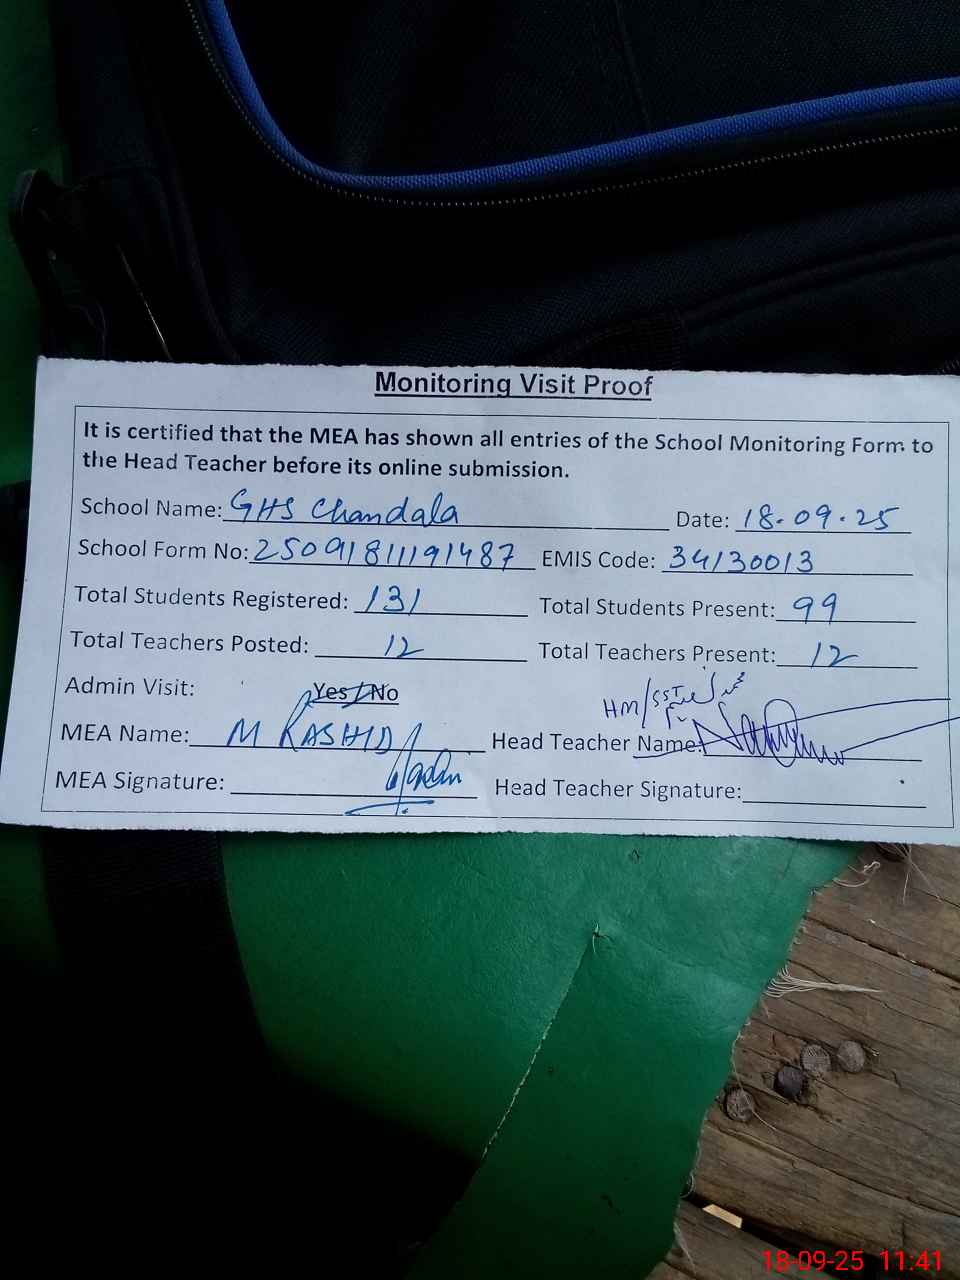 Monitoring Visit Proof
It is certified that the MEA has shown all entries of the School Monitoring Form to
the Head Teacher before its online submission.
School Name: GHS Chandala Date: 18.09.25
School Form No: 25091811191487 EMIS Code: 34130013
Total Students Registered: 131 Total Students Present: 99
Total Teachers Posted: 12 Total Teachers Present: 12
Admin Visit: Yes / No HM/SST
MEA Name: M RASHID Head Teacher Name:
MEA Signature: Head Teacher Signature:
18-09-25 11:41